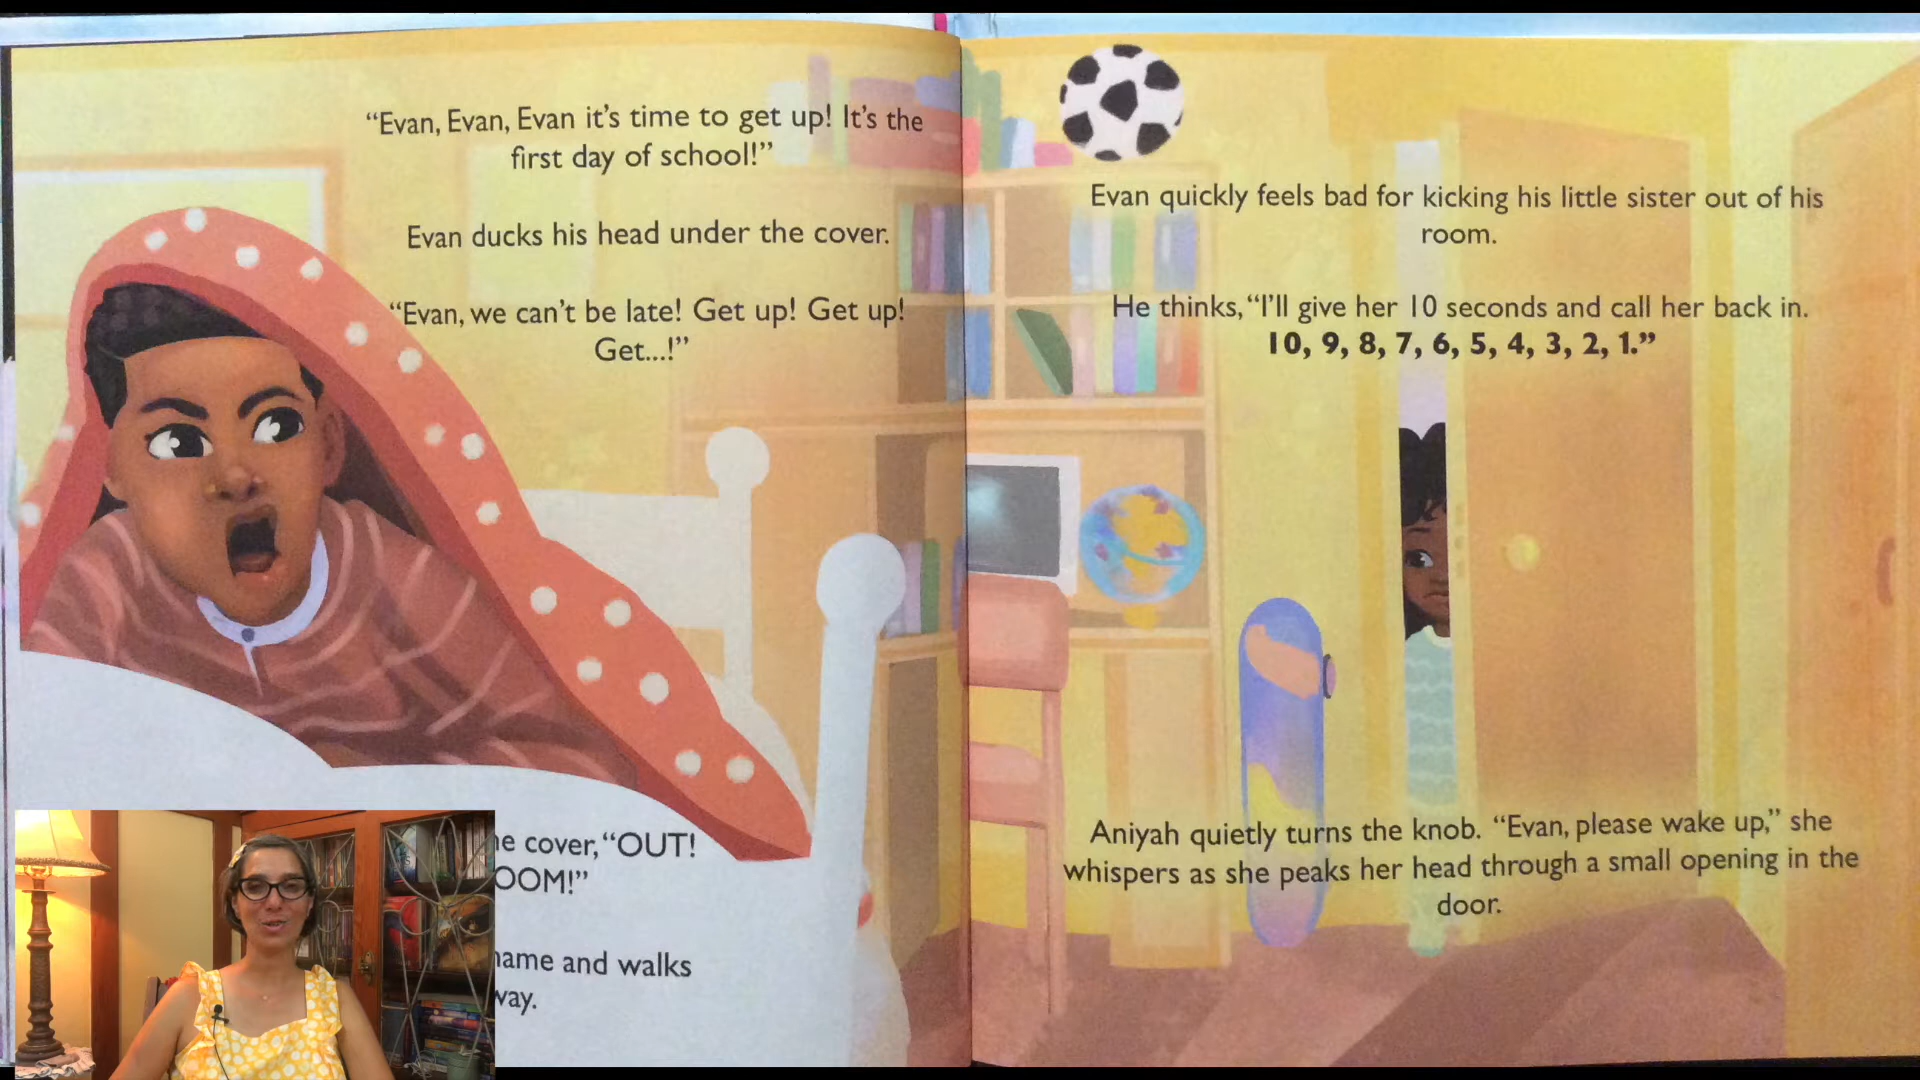 “Evan, Evan, Evan it’s time to get up! It’s the
first day of school!”
Evan ducks his head under the cover.
“Evan, we can’t be late! Get up! Get up!
Get...!”
cover, “OUT!
and walks
Evan quickly feels bad for kicking his little sister out of his
room.
He thinks, “I’ll give her 10 seconds and call her back in.
10, 9, 8, 7, 6, 5, 4, 3, 2, 1.”
Aniyah quietly turns the knob. “Evan, please wake up,” she
whispers as she peaks her head through a small opening in the
door.